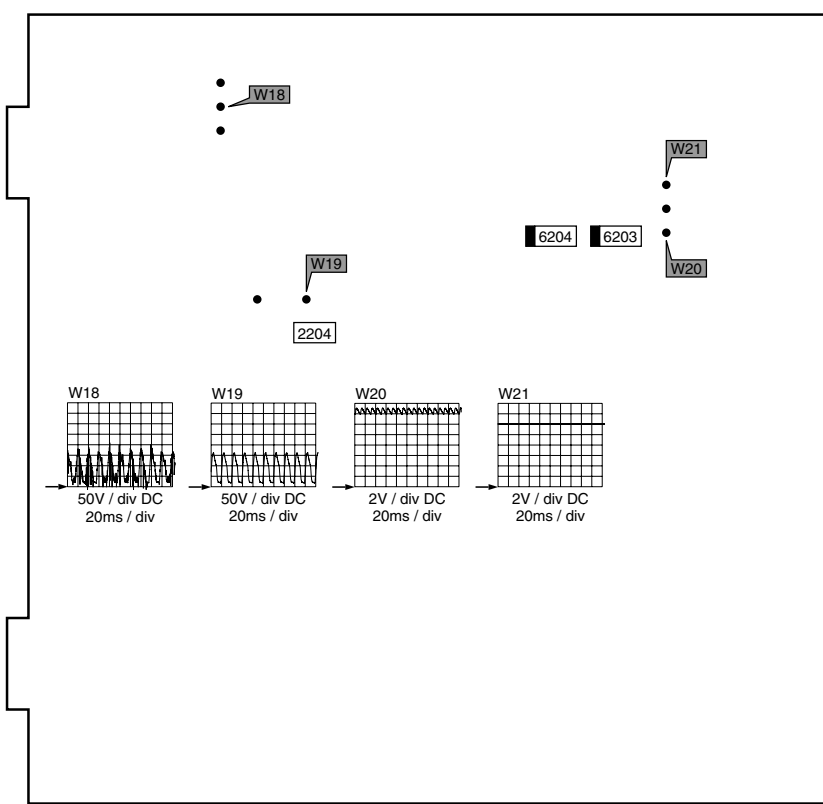 W18
W21
6204
6203
W19
W20
2204
W18
W19
W20
W21
50V / div DC
20ms / div
50V / div DC
20ms / div
2V / div DC
20ms / div
2V / div DC
20ms / div